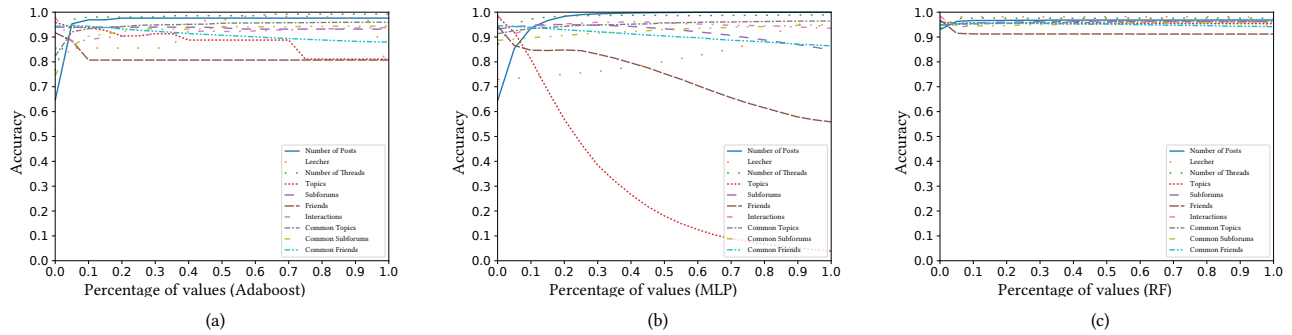 Accuracy
1.0
0.9
0.8
0.7
0.6
0.5
0.4
0.3
0.2
0.1
0.0
Number of Posts
Leecher
Number of Threads
Topics
Subforums
Friends
Interactions
Common Topics
Common Subforums
Common Friends
0.0 0.1 0.2 0.3 0.4 0.5 0.6 0.7 0.8 0.9 1.0
Percentage of values (Adaboost)
(a)
Accuracy
1.0
0.9
0.8
0.7
0.6
0.5
0.4
0.3
0.2
0.1
0.0
Number of Posts
Leecher
Number of Threads
Topics
Subforums
Friends
Interactions
Common Topics
Common Subforums
Common Friends
0.0 0.1 0.2 0.3 0.4 0.5 0.6 0.7 0.8 0.9 1.0
Percentage of values (MLP)
(b)
Accuracy
1.0
0.9
0.8
0.7
0.6
0.5
0.4
0.3
0.2
0.1
0.0
Number of Posts
Leecher
Number of Threads
Topics
Subforums
Friends
Interactions
Common Topics
Common Subforums
Common Friends
0.0 0.1 0.2 0.3 0.4 0.5 0.6 0.7 0.8 0.9 1.0
Percentage of values (RF)
(c)